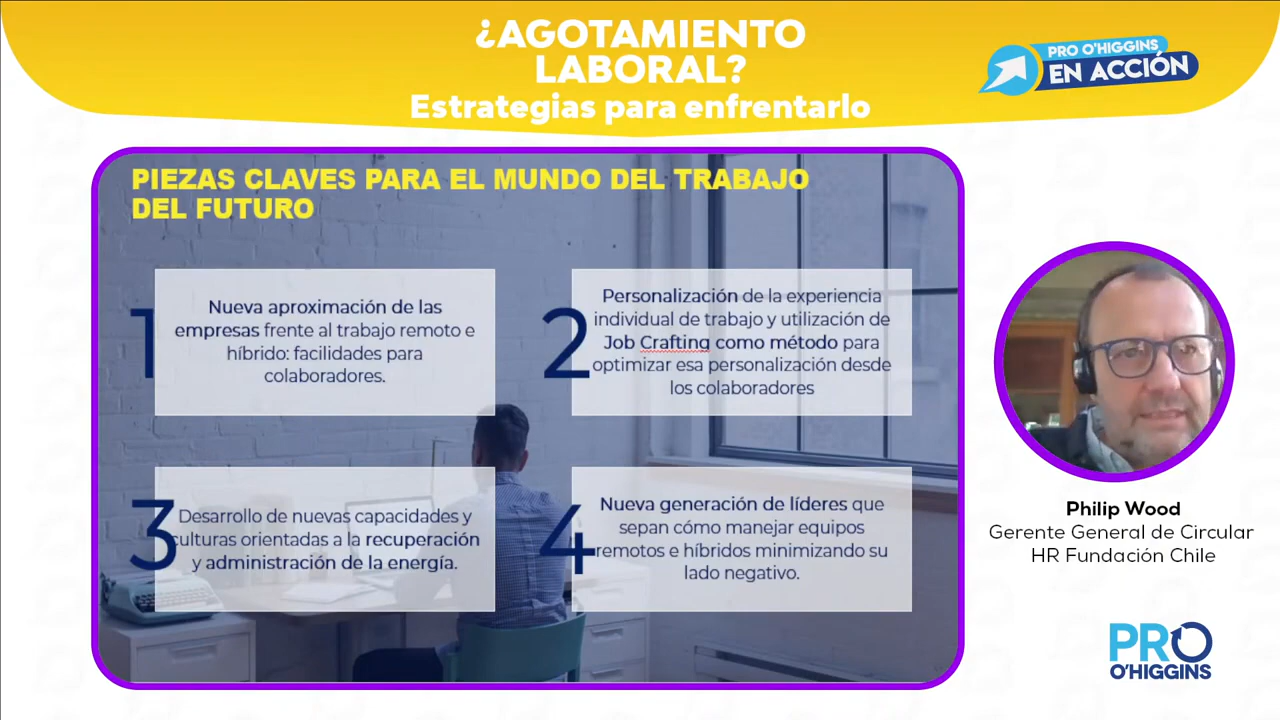 ¿AGOTAMIENTO
LABORAL?
Estrategias para enfrentarlo
PRO O'HIGGINS
EN ACCIÓN
PIEZAS CLAVES PARA EL MUNDO DEL TRABAJO
DEL FUTURO
1
Nueva aproximación de las
empresas frente al trabajo remoto e
híbrido: facilidades para
colaboradores.
2
Personalización de la experiencia
individual de trabajo y utilización de
Job Crafting como método para
optimizar esa personalización desde
los colaboradores
3
Desarrollo de nuevas capacidades y
culturas orientadas a la recuperación
y administración de la energía.
4
Nueva generación de líderes que
sepan cómo manejar equipos
remotos e híbridos minimizando su
lado negativo.
Philip Wood
Gerente General de Circular
HR Fundación Chile
PRO
O'HIGGINS